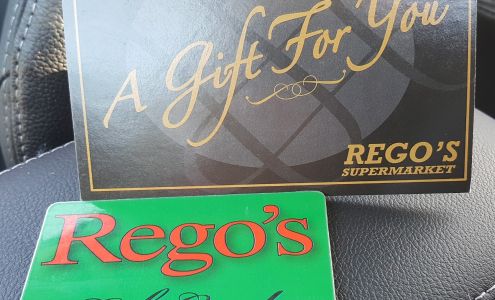 A Gift For You
REGO'S
SUPERMARKET
Rego's